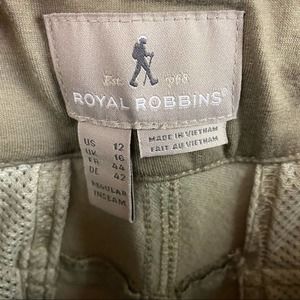 Est. 1968
ROYAL ROBBINS®
US 12
UK 16
FR 44
DE 42
REGULAR
INSEAM
MADE IN VIETNAM
FAIT AU VIETNAM